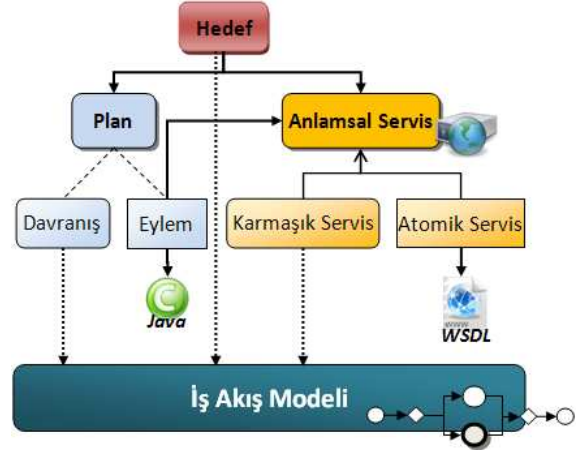 Hedef
Plan
Anlamsal Servis
Davranış
Eylem
Karmaşık Servis
Atomik Servis
Java
WSDL
İş Akış Modeli